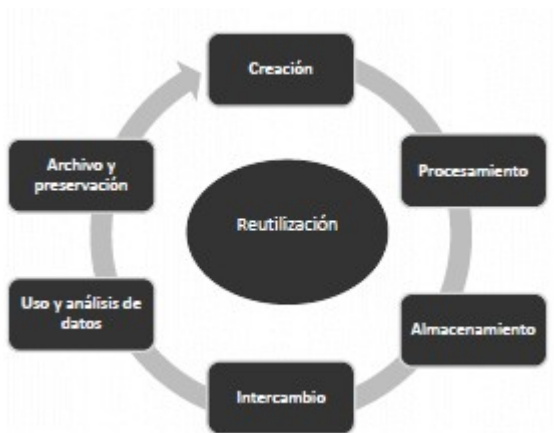 Creación
Procesamiento
Almacenamiento
Intercambio
Uso y análisis de
datos
Archivo y
preservación
Reutilización